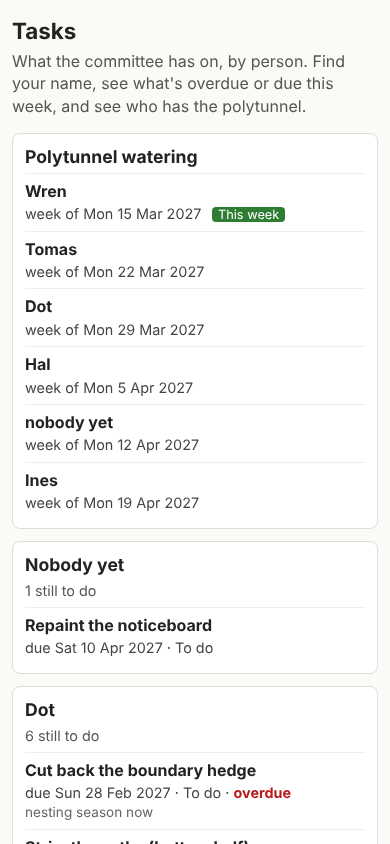 Tasks
What the committee has on, by person. Find
your name, see what's overdue or due this
week, and see who has the polytunnel.
Polytunnel watering
Wren
week of Mon 15 Mar 2027 This week
Tomas
week of Mon 22 Mar 2027
Dot
week of Mon 29 Mar 2027
Hal
week of Mon 5 Apr 2027
nobody yet
week of Mon 12 Apr 2027
Ines
week of Mon 19 Apr 2027
Nobody yet
1 still to do
Repaint the noticeboard
due Sat 10 Apr 2027 · To do
Dot
6 still to do
Cut back the boundary hedge
due Sun 28 Feb 2027 · To do · overdue
nesting season now